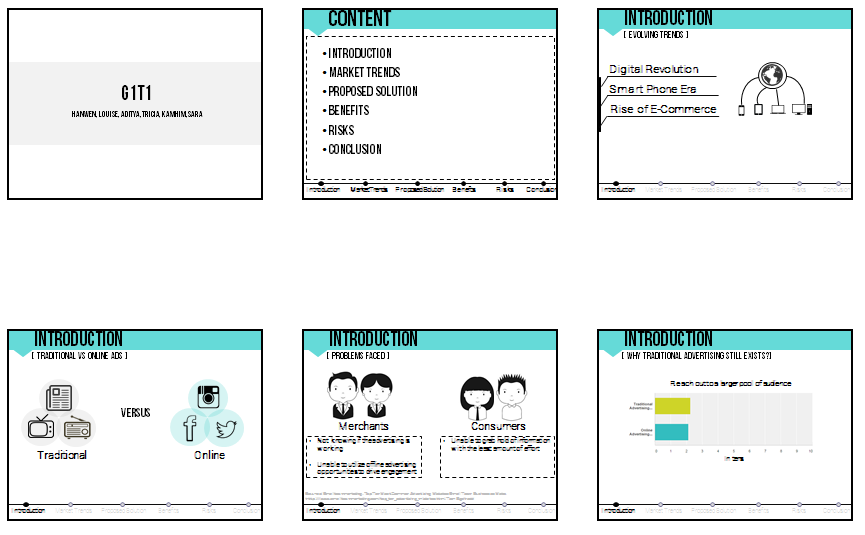 G1T1
HANWEN, LOUISE, ADITYA, TRICIA, KAMHIM, SARA
CONTENT
• INTRODUCTION
• MARKET TRENDS
• PROPOSED SOLUTION
• BENEFITS
• RISKS
• CONCLUSION
Introduction Market Trends Proposed Solution Benefits Risks Conclusion
INTRODUCTION
[ EVOLVING TRENDS ]
Digital Revolution
Smart Phone Era
Rise of E-Commerce
Introduction Market Trends Proposed Solution Benefits Risks Conclusion
INTRODUCTION
[ TRADITIONAL VS ONLINE ADS ]
VERSUS
Traditional
Online
Introduction Market Trends Proposed Solution Benefits Risks Conclusion
INTRODUCTION
[ PROBLEMS FACED ]
Merchants
Consumers
• Not knowing if the advertising is
working
• Unable to utilize offline advertising
opportunities to drive engagement
• Unable to grab hold of information
with the least amount of effort
Introduction Market Trends Proposed Solution Benefits Risks Conclusion
INTRODUCTION
[ WHY TRADITIONAL ADVERTISING STILL EXISTS?]
Reach out to a larger pool of audience
Traditional
Advertising...
Online
Advertising...
0 1 2 3 4 5 6 7 8 9 10
Introduction Market Trends Proposed Solution Benefits Risks Conclusion